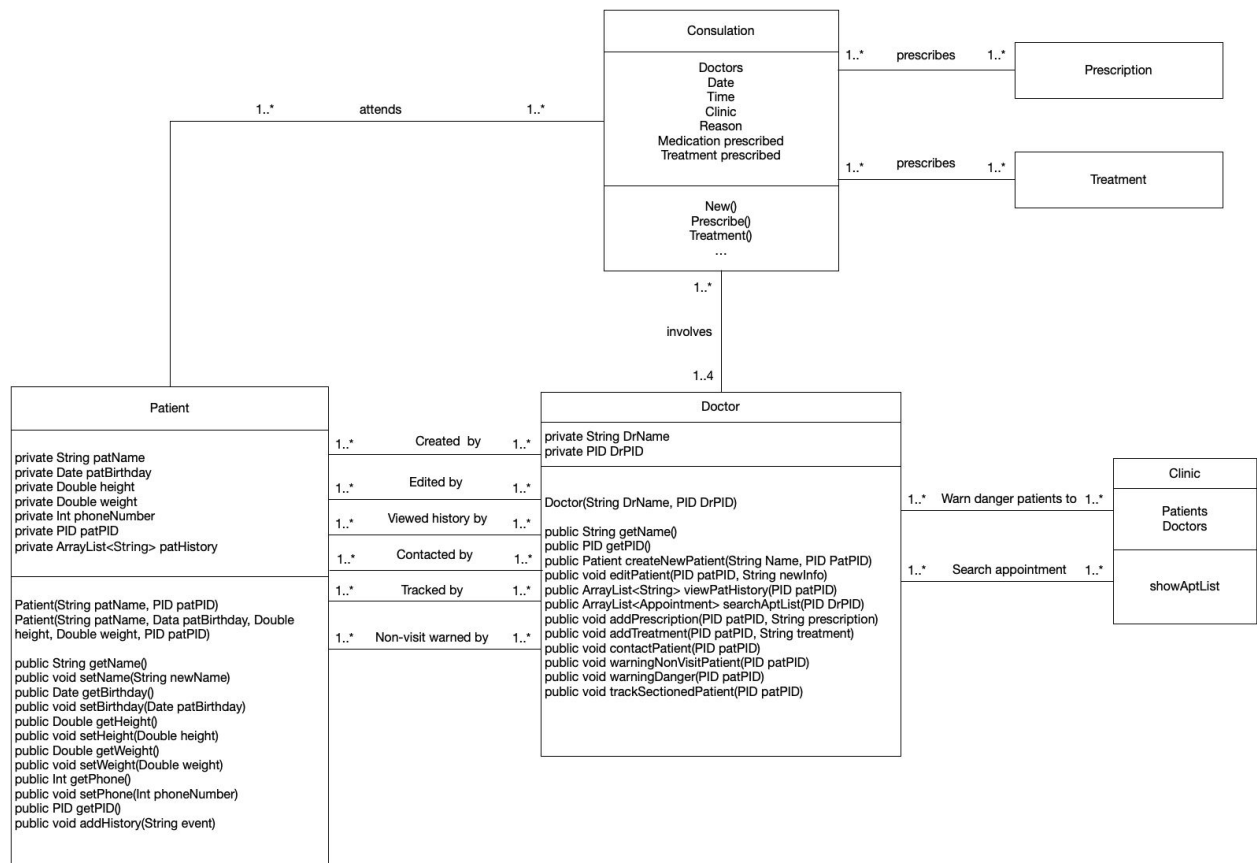 Consulation
Doctors
Date
Time
Clinic
Reason
Medication prescribed
Treatment prescribed
New()
Prescribe()
Treatment()
...
1..* prescribes 1..*
Prescription
1..* prescribes 1..*
Treatment
1..* attends 1..*
1..*
involves
1..4
Patient
private String patName
private Date patBirthday
private Double height
private Double weight
private Int phoneNumber
private PID patPID
private ArrayList<String> patHistory
Patient(String patName, PID patPID)
Patient(String patName, Data patBirthday, Double
height, Double weight, PID patPID)
public String getName()
public void setName(String newName)
public Date getBirthday()
public void setBirthday(Date patBirthday)
public Double getHeight()
public void setHeight(Double height)
public Double getWeight()
public void setWeight(Double weight)
public Int getPhone()
public void setPhone(Int phoneNumber)
public PID getPID()
public void addHistory(String event)
1..* Created by 1..*
1..* Edited by 1..*
1..* Viewed history by 1..*
1..* Contacted by 1..*
1..* Tracked by 1..*
1..* Non-visit warned by 1..*
Doctor
private String DrName
private PID DrPID
Doctor(String DrName, PID DrPID)
public String getName()
public PID getPID()
public Patient createNewPatient(String Name, PID PatPID)
public void editPatient(PID patPID, String newInfo)
public ArrayList<String> viewPatHistory(PID patPID)
public ArrayList<Appointment> searchAptList(PID DrPID)
public void addPrescription(PID patPID, String prescription)
public void addTreatment(PID patPID, String treatment)
public void contactPatient(PID patPID)
public void warningNonVisitPatient(PID patPID)
public void warningDanger(PID patPID)
public void trackSectionedPatient(PID patPID)
1..* Warn danger patients to 1..*
1..* Search appointment 1..*
Clinic
Patients
Doctors
showAptList